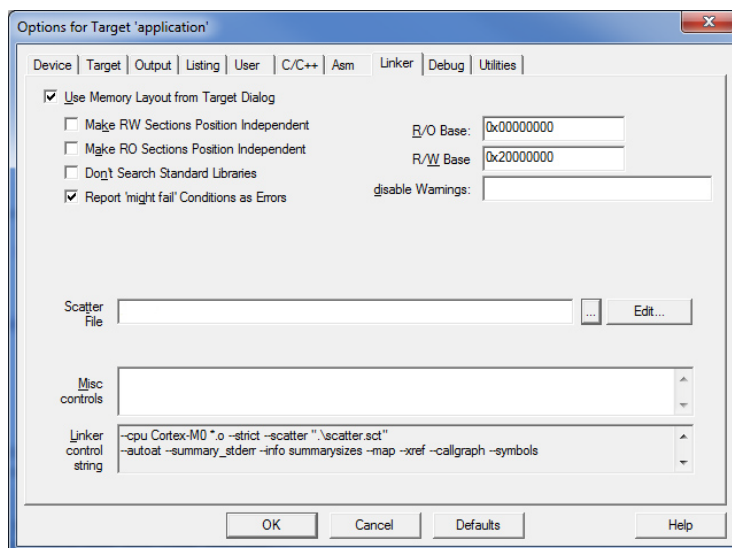 Options for Target 'application'
Device Target Output Listing User C/C++ Asm Linker Debug Utilities
Use Memory Layout from Target Dialog
Make RW Sections Position Independent
Make RO Sections Position Independent
Don't Search Standard Libraries
Report 'might fail' Conditions as Errors
R/O Base: 0x00000000
R/W Base 0x20000000
disable Warnings:
Scatter
File
...
Edit...
Misc
controls
Linker
control
string
--cpu Cortex-M0 *.o --strict --scatter ".\scatter.sct"
--autoat --summary_stderr --info summarysizes --map --xref --callgraph --symbols
OK Cancel Defaults Help